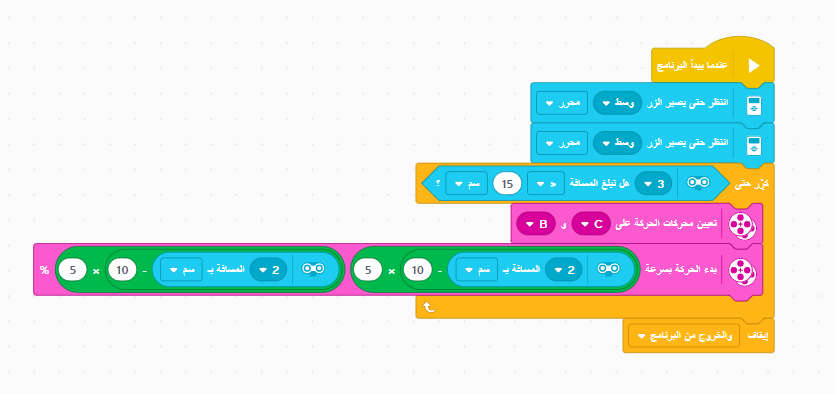 عندما يبدأ البرنامج
انتظر حتى يصير الزر وسط محرر
انتظر حتى يصير الزر وسط محرر
كرّر حتى 3 هل تبلغ المسافة > 15 سم ؟
تعيين محركات الحركة على C و B
بدء الحركة بسرعة 2 المسافة بـ سم - 10 × 5 2 المسافة بـ سم - 10 × 5 %
إيقاف والخروج من البرنامج